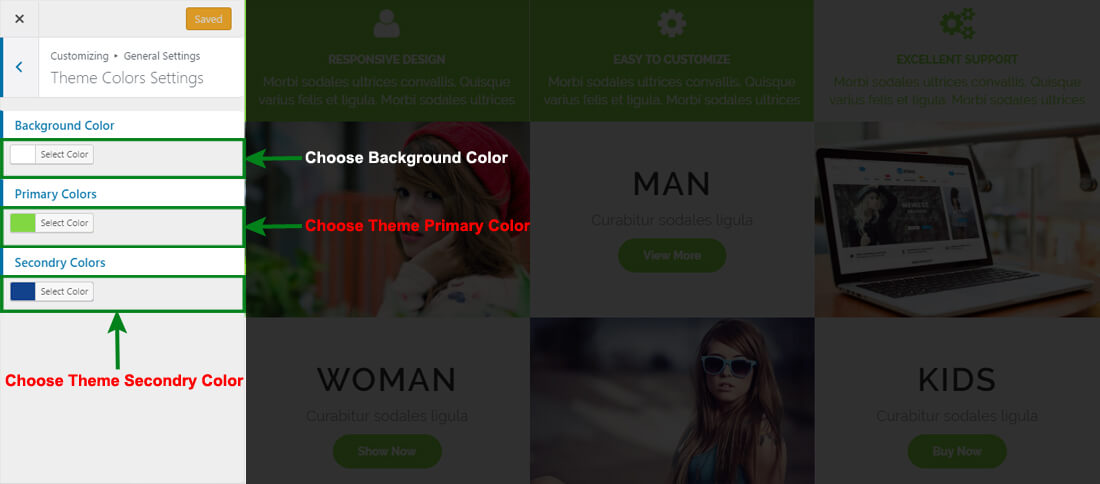 Saved
Customizing ▸ General Settings
Theme Colors Settings
Background Color
Select Color
Primary Colors
Select Color
Secondry Colors
Select Color
Choose Theme Secondry Color
Choose Background Color
Choose Theme Primary Color
RESPONSIVE DESIGN
Morbi sodales ultrices convallis. Quisque
varius felis et ligula. Morbi sodales ultrices
EASY TO CUSTOMIZE
Morbi sodales ultrices convallis. Quisque
varius felis et ligula. Morbi sodales ultrices
EXCELLENT SUPPORT
Morbi sodales ultrices convallis. Quisque
varius felis et ligula. Morbi sodales ultrices
MAN
Curabitur sodales ligula
View More
WOMAN
Curabitur sodales ligula
Show Now
KIDS
Curabitur sodales ligula
Buy Now